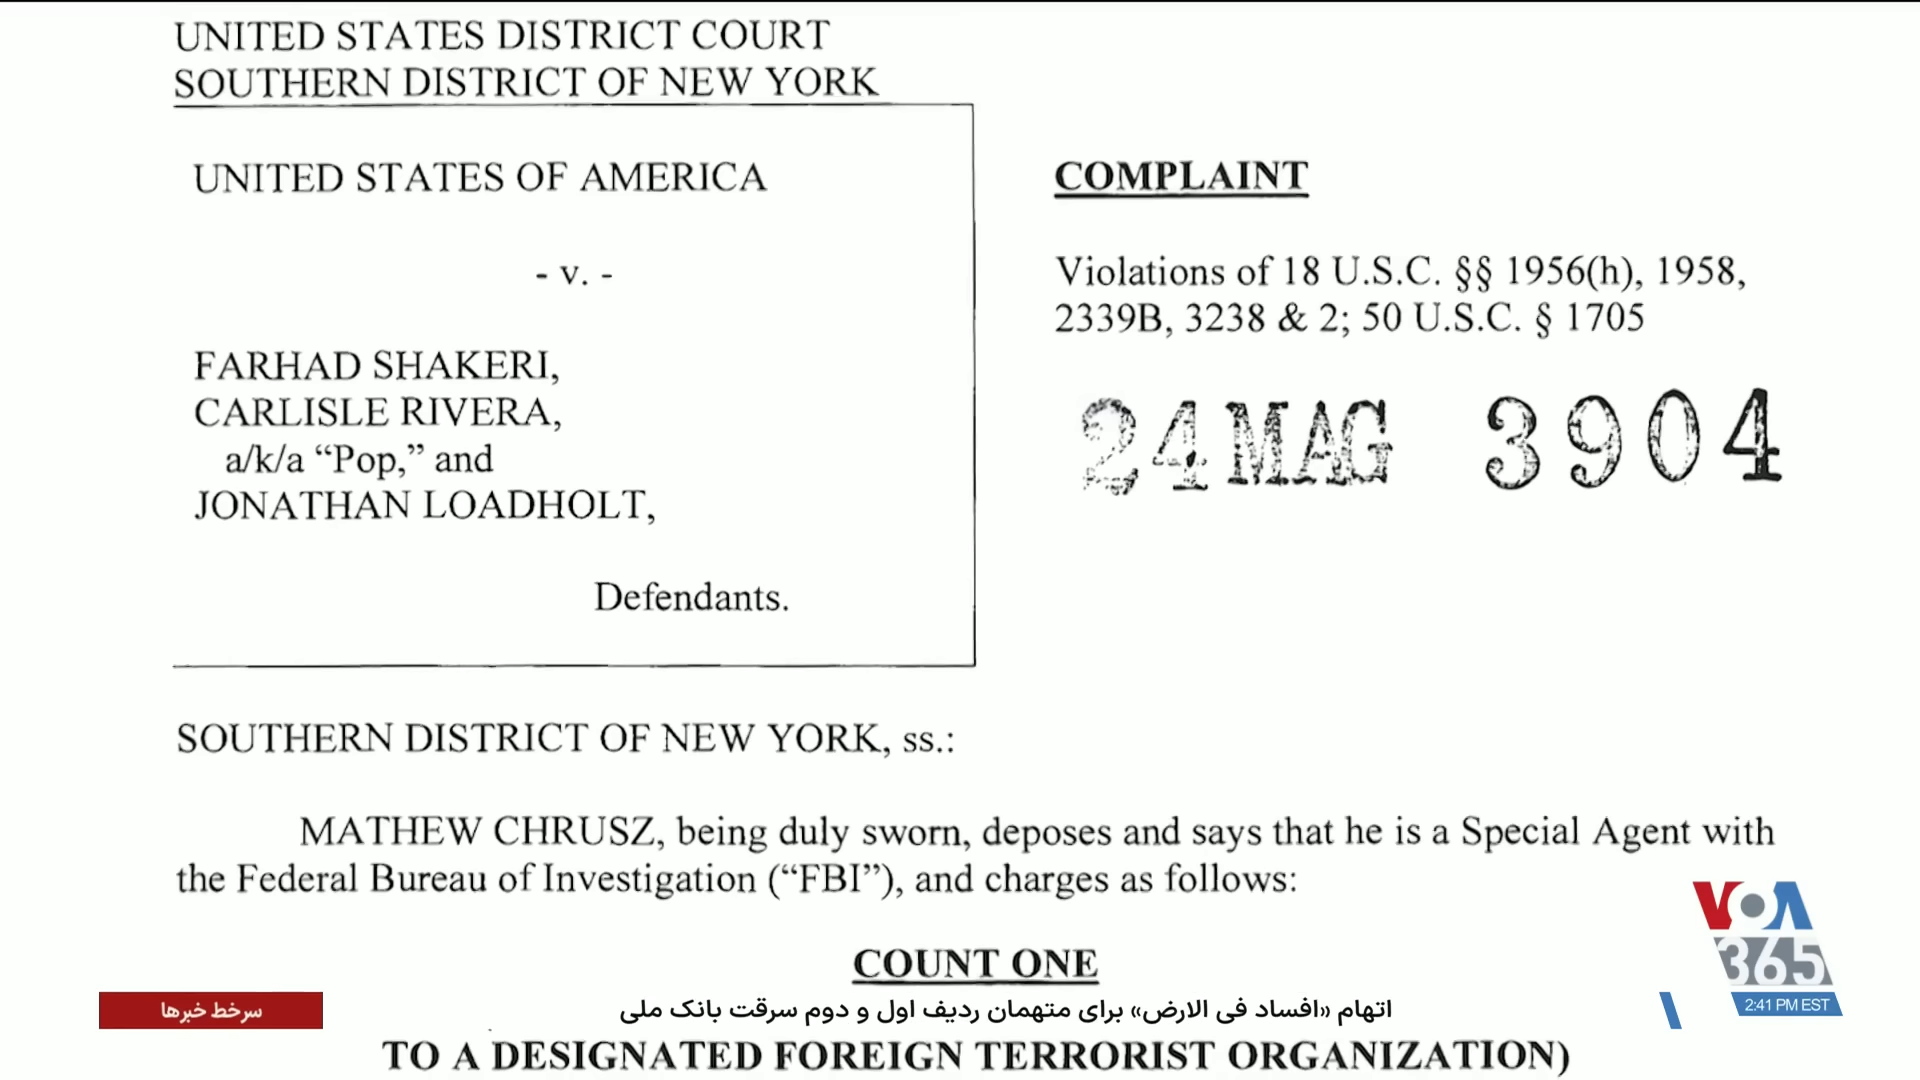 UNITED STATES DISTRICT COURT
SOUTHERN DISTRICT OF NEW YORK
UNITED STATES OF AMERICA
- v. -
FARHAD SHAKERI,
CARLISLE RIVERA,
a/k/a “Pop,” and
JONATHAN LOADHOLT,
Defendants.
COMPLAINT
Violations of 18 U.S.C. §§ 1956(h), 1958,
2339B, 3238 & 2; 50 U.S.C. § 1705
24 MAG 3904
SOUTHERN DISTRICT OF NEW YORK, ss.:
MATHEW CHRUSZ, being duly sworn, deposes and says that he is a Special Agent with
the Federal Bureau of Investigation (“FBI”), and charges as follows:
COUNT ONE
TO A DESIGNATED FOREIGN TERRORIST ORGANIZATION)
سرخط خبرها
اتهام «افساد فی الارض» برای متهمان ردیف اول و دوم سرقت بانک ملی
VOA
365
2:41 PM EST